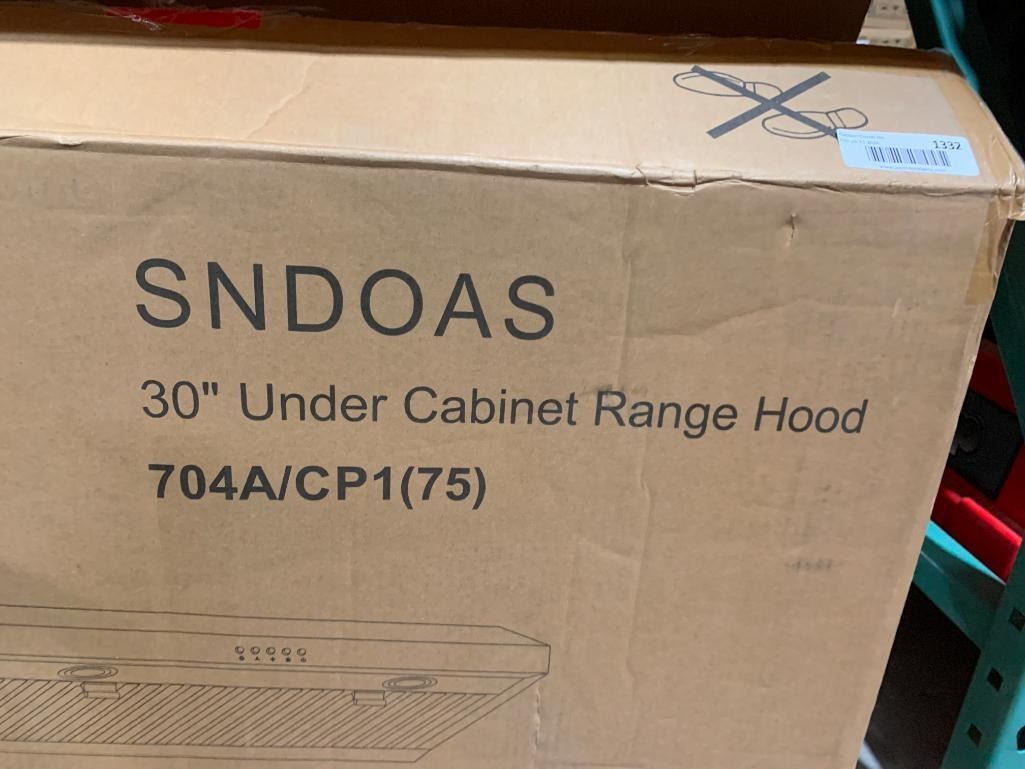 1332
SNDOAS
30" Under Cabinet Range Hood
704A/CP1(75)